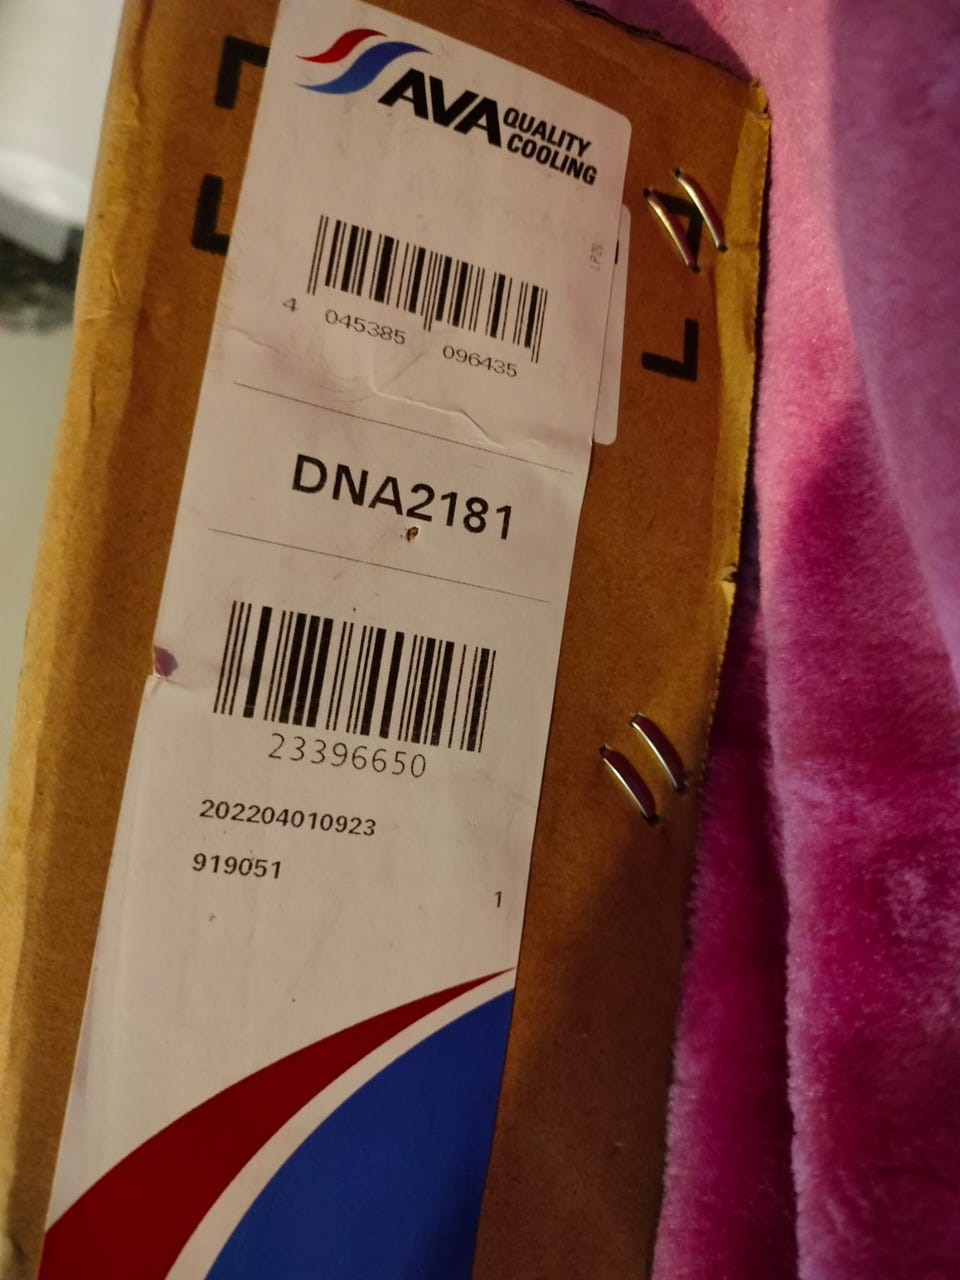 AVA QUALITY
COOLING
4 045385 096435
DNA2181
23396650
202204010923
919051
1